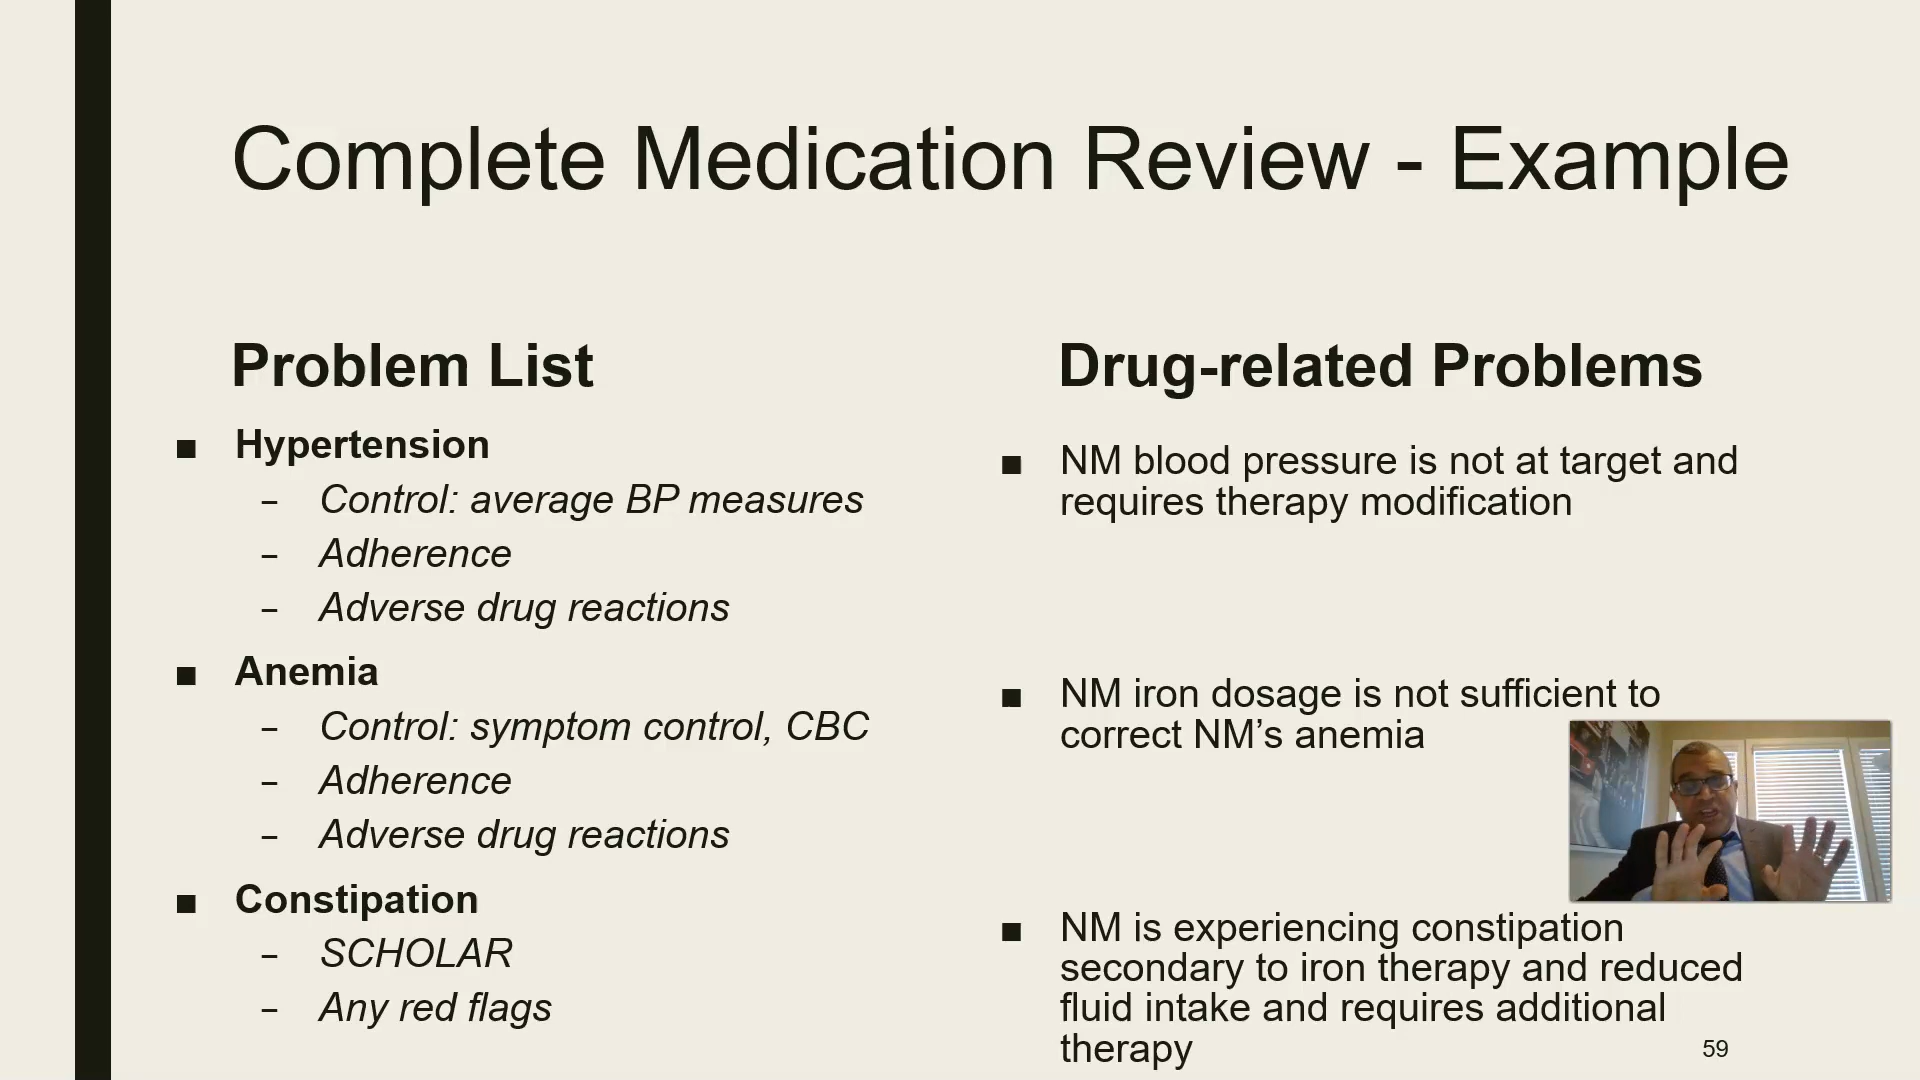 Complete Medication Review - Example
Problem List
■ Hypertension
– Control: average BP measures
– Adherence
– Adverse drug reactions
■ Anemia
– Control: symptom control, CBC
– Adherence
– Adverse drug reactions
■ Constipation
– SCHOLAR
– Any red flags
Drug-related Problems
■ NM blood pressure is not at target and
requires therapy modification
■ NM iron dosage is not sufficient to
correct NM’s anemia
■ NM is experiencing constipation
secondary to iron therapy and reduced
fluid intake and requires additional
therapy
59